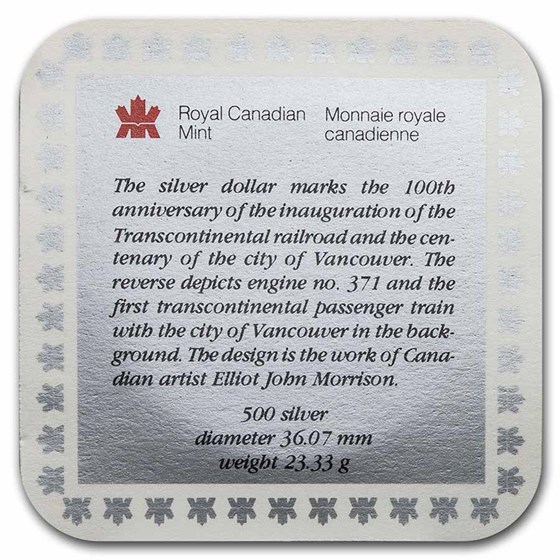 Royal Canadian
Mint
Monnaie royale
canadienne
The silver dollar marks the 100th
anniversary of the inauguration of the
Transcontinental railroad and the cen-
tenary of the city of Vancouver. The
reverse depicts engine no. 371 and the
first transcontinental passenger train
with the city of Vancouver in the back-
ground. The design is the work of Cana-
dian artist Elliot John Morrison.
500 silver
diameter 36.07 mm
weight 23.33 g